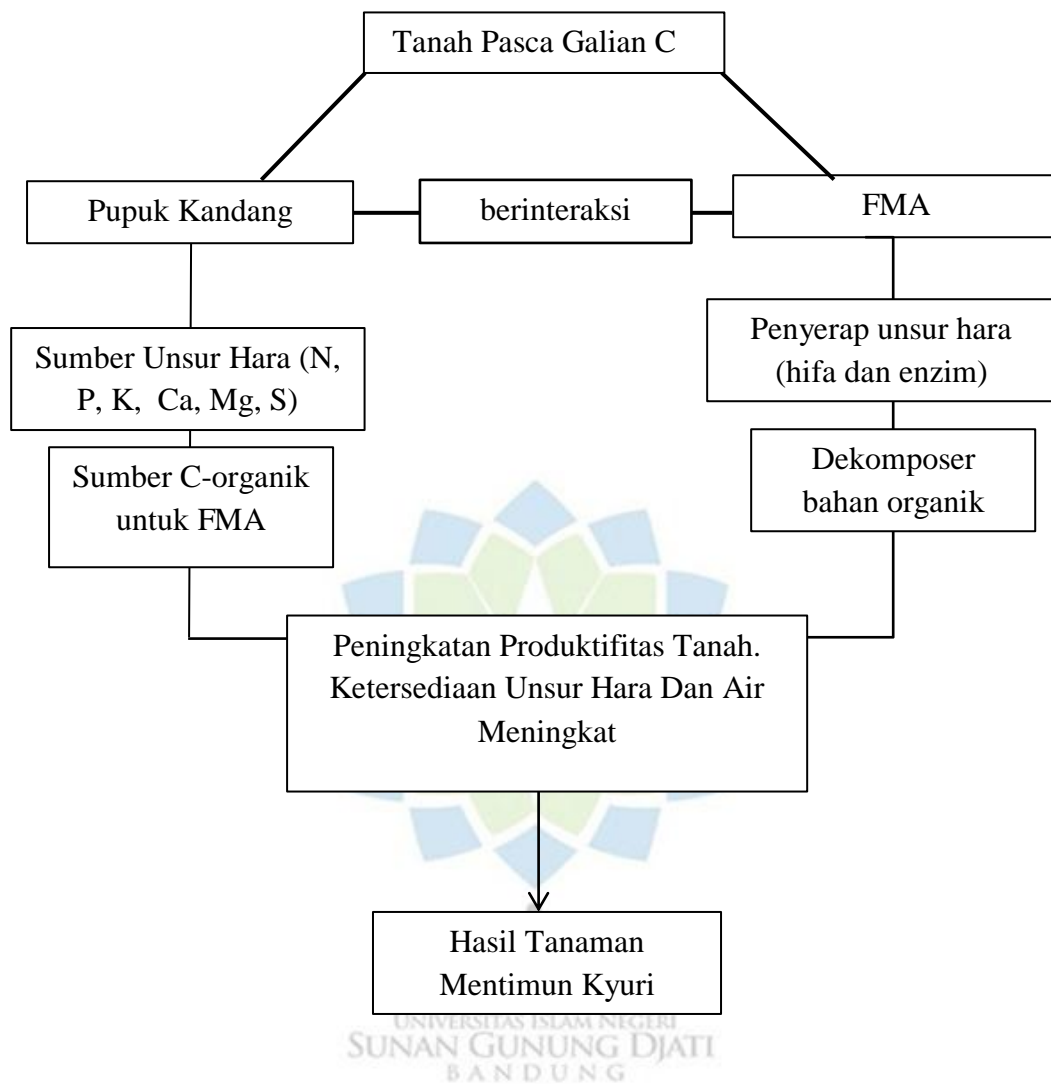 Tanah Pasca Galian C
Pupuk Kandang
berinteraksi
FMA
Sumber Unsur Hara (N,
P, K, Ca, Mg, S)
Penyerap unsur hara
(hifa dan enzim)
Sumber C-organik
untuk FMA
Dekomposer
bahan organik
Peningkatan Produktifitas Tanah.
Ketersediaan Unsur Hara Dan Air
Meningkat
Hasil Tanaman
Mentimun Kyuri
UNIVERSITAS ISLAM NEGERI
SUNAN GUNUNG DJATI
BANDUNG